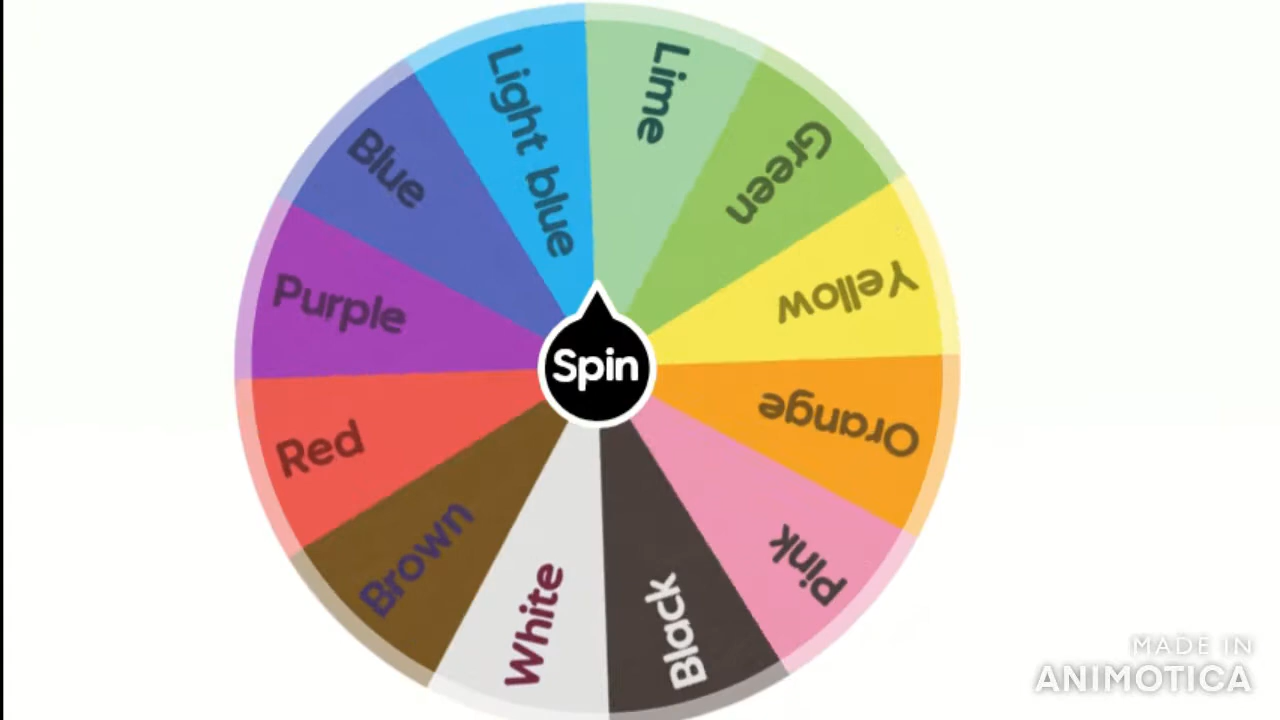 Lime
Green
Yellow
Orange
Pink
Black
White
Brown
Red
Purple
Blue
Light blue
Spin
MADE IN
ANIMOTICA